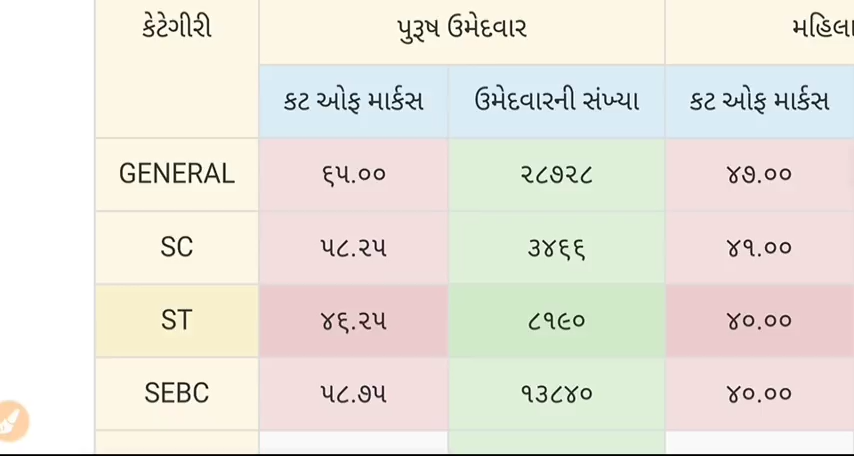 કેટેગીરી પુરૂષ ઉમેદવાર મહિલા
કટ ઓફ માર્કસ ઉમેદવારની સંખ્યા કટ ઓફ માર્કસ
GENERAL ૬૫.૦૦ ૨૮૭૨૮ ૪૭.૦૦
SC ૫૮.૨૫ ૩૪૬૬ ૪૧.૦૦
ST ૪૬.૨૫ ૮૧૯૦ ૪૦.૦૦
SEBC ૫૮.૭૫ ૧૩૮૪૦ ૪૦.૦૦